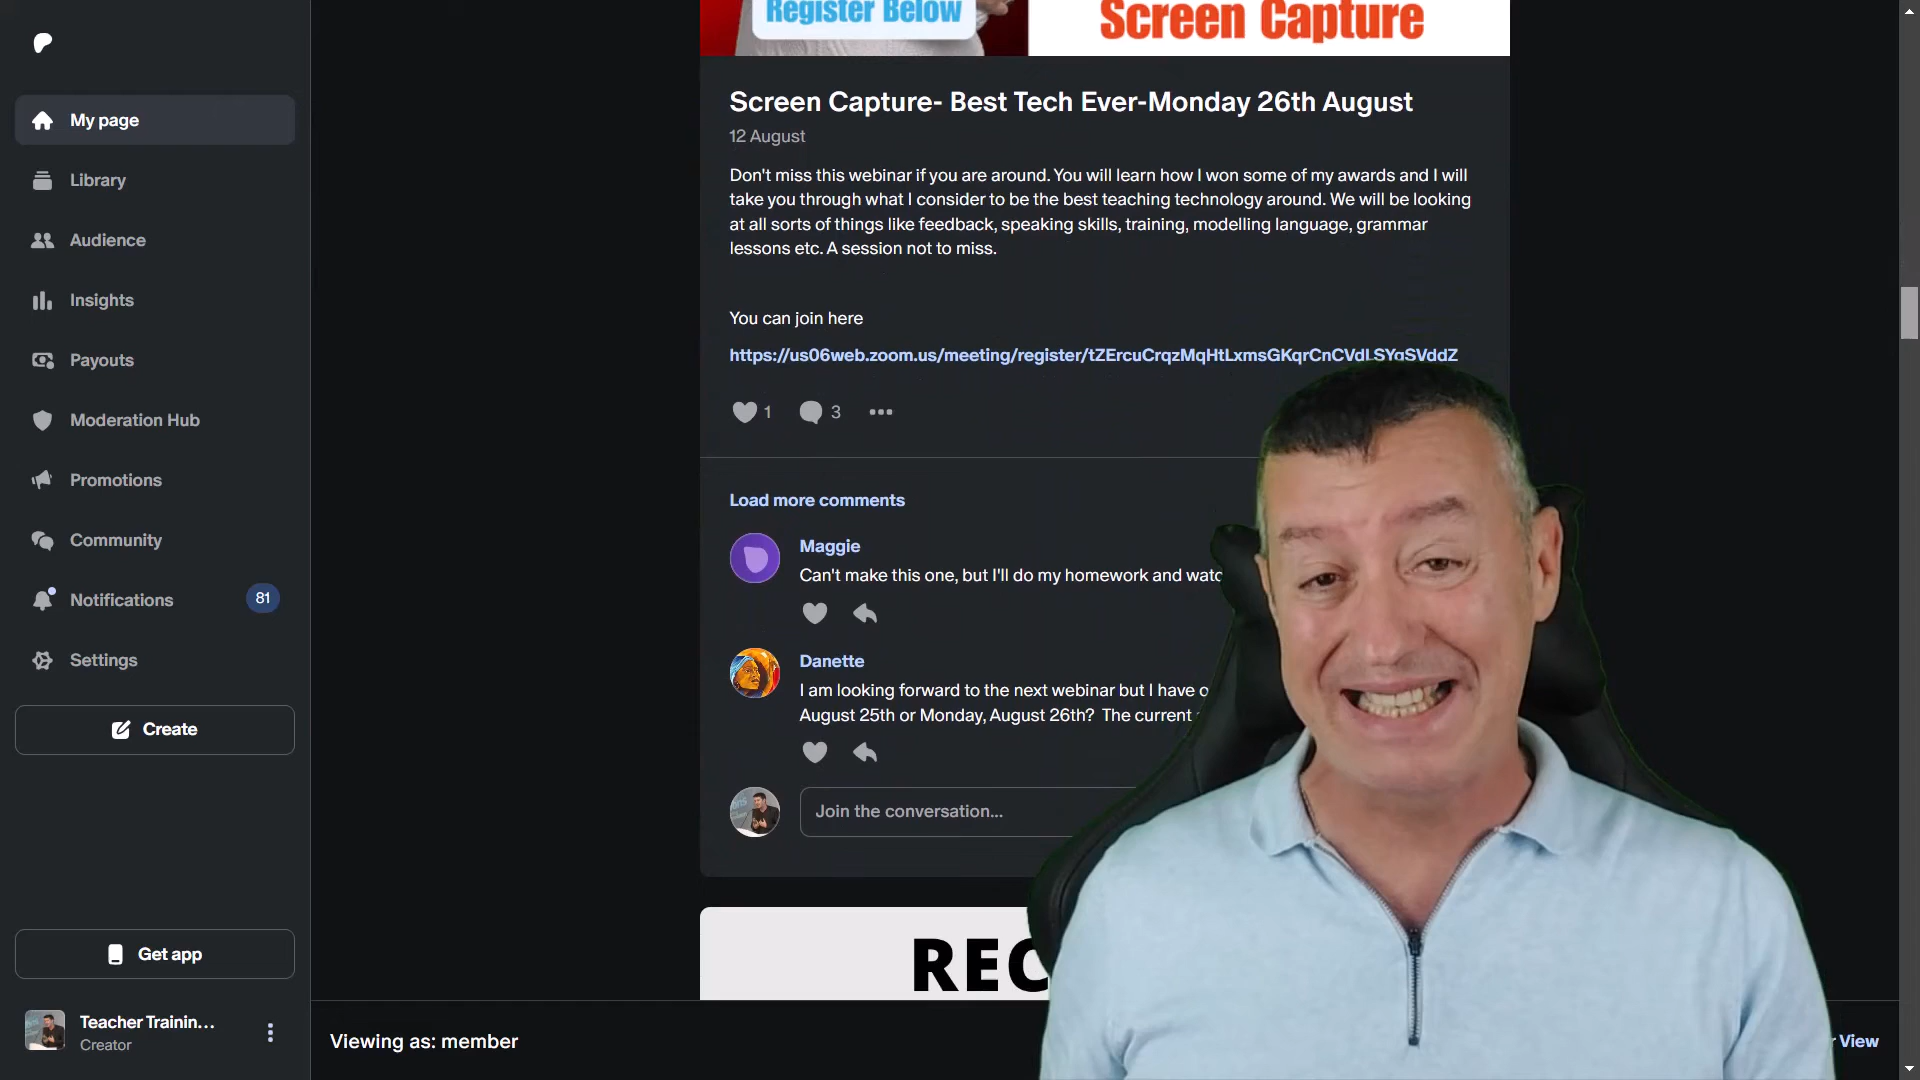 Register Below
Screen Capture
My page
Library
Audience
Insights
Payouts
Moderation Hub
Promotions
Community
Notifications
81
Settings
Create
Get app
Teacher Trainin...
Creator
Screen Capture- Best Tech Ever-Monday 26th August
12 August
Don't miss this webinar if you are around. You will learn how I won some of my awards and I will
take you through what I consider to be the best teaching technology around. We will be looking
at all sorts of things like feedback, speaking skills, training, modelling language, grammar
lessons etc. A session not to miss.
You can join here
https://us06web.zoom.us/meeting/register/tZErcuCrqzMqHtLxmsGKqrCnCVdLSYgSVddZ
1
3
Load more comments
Maggie
Can't make this one, but I'll do my homework and
Danette
I am looking forward to the next webinar but I have
August 25th or Monday, August 26th? The current
Join the conversation...
REC
Viewing as: member
View